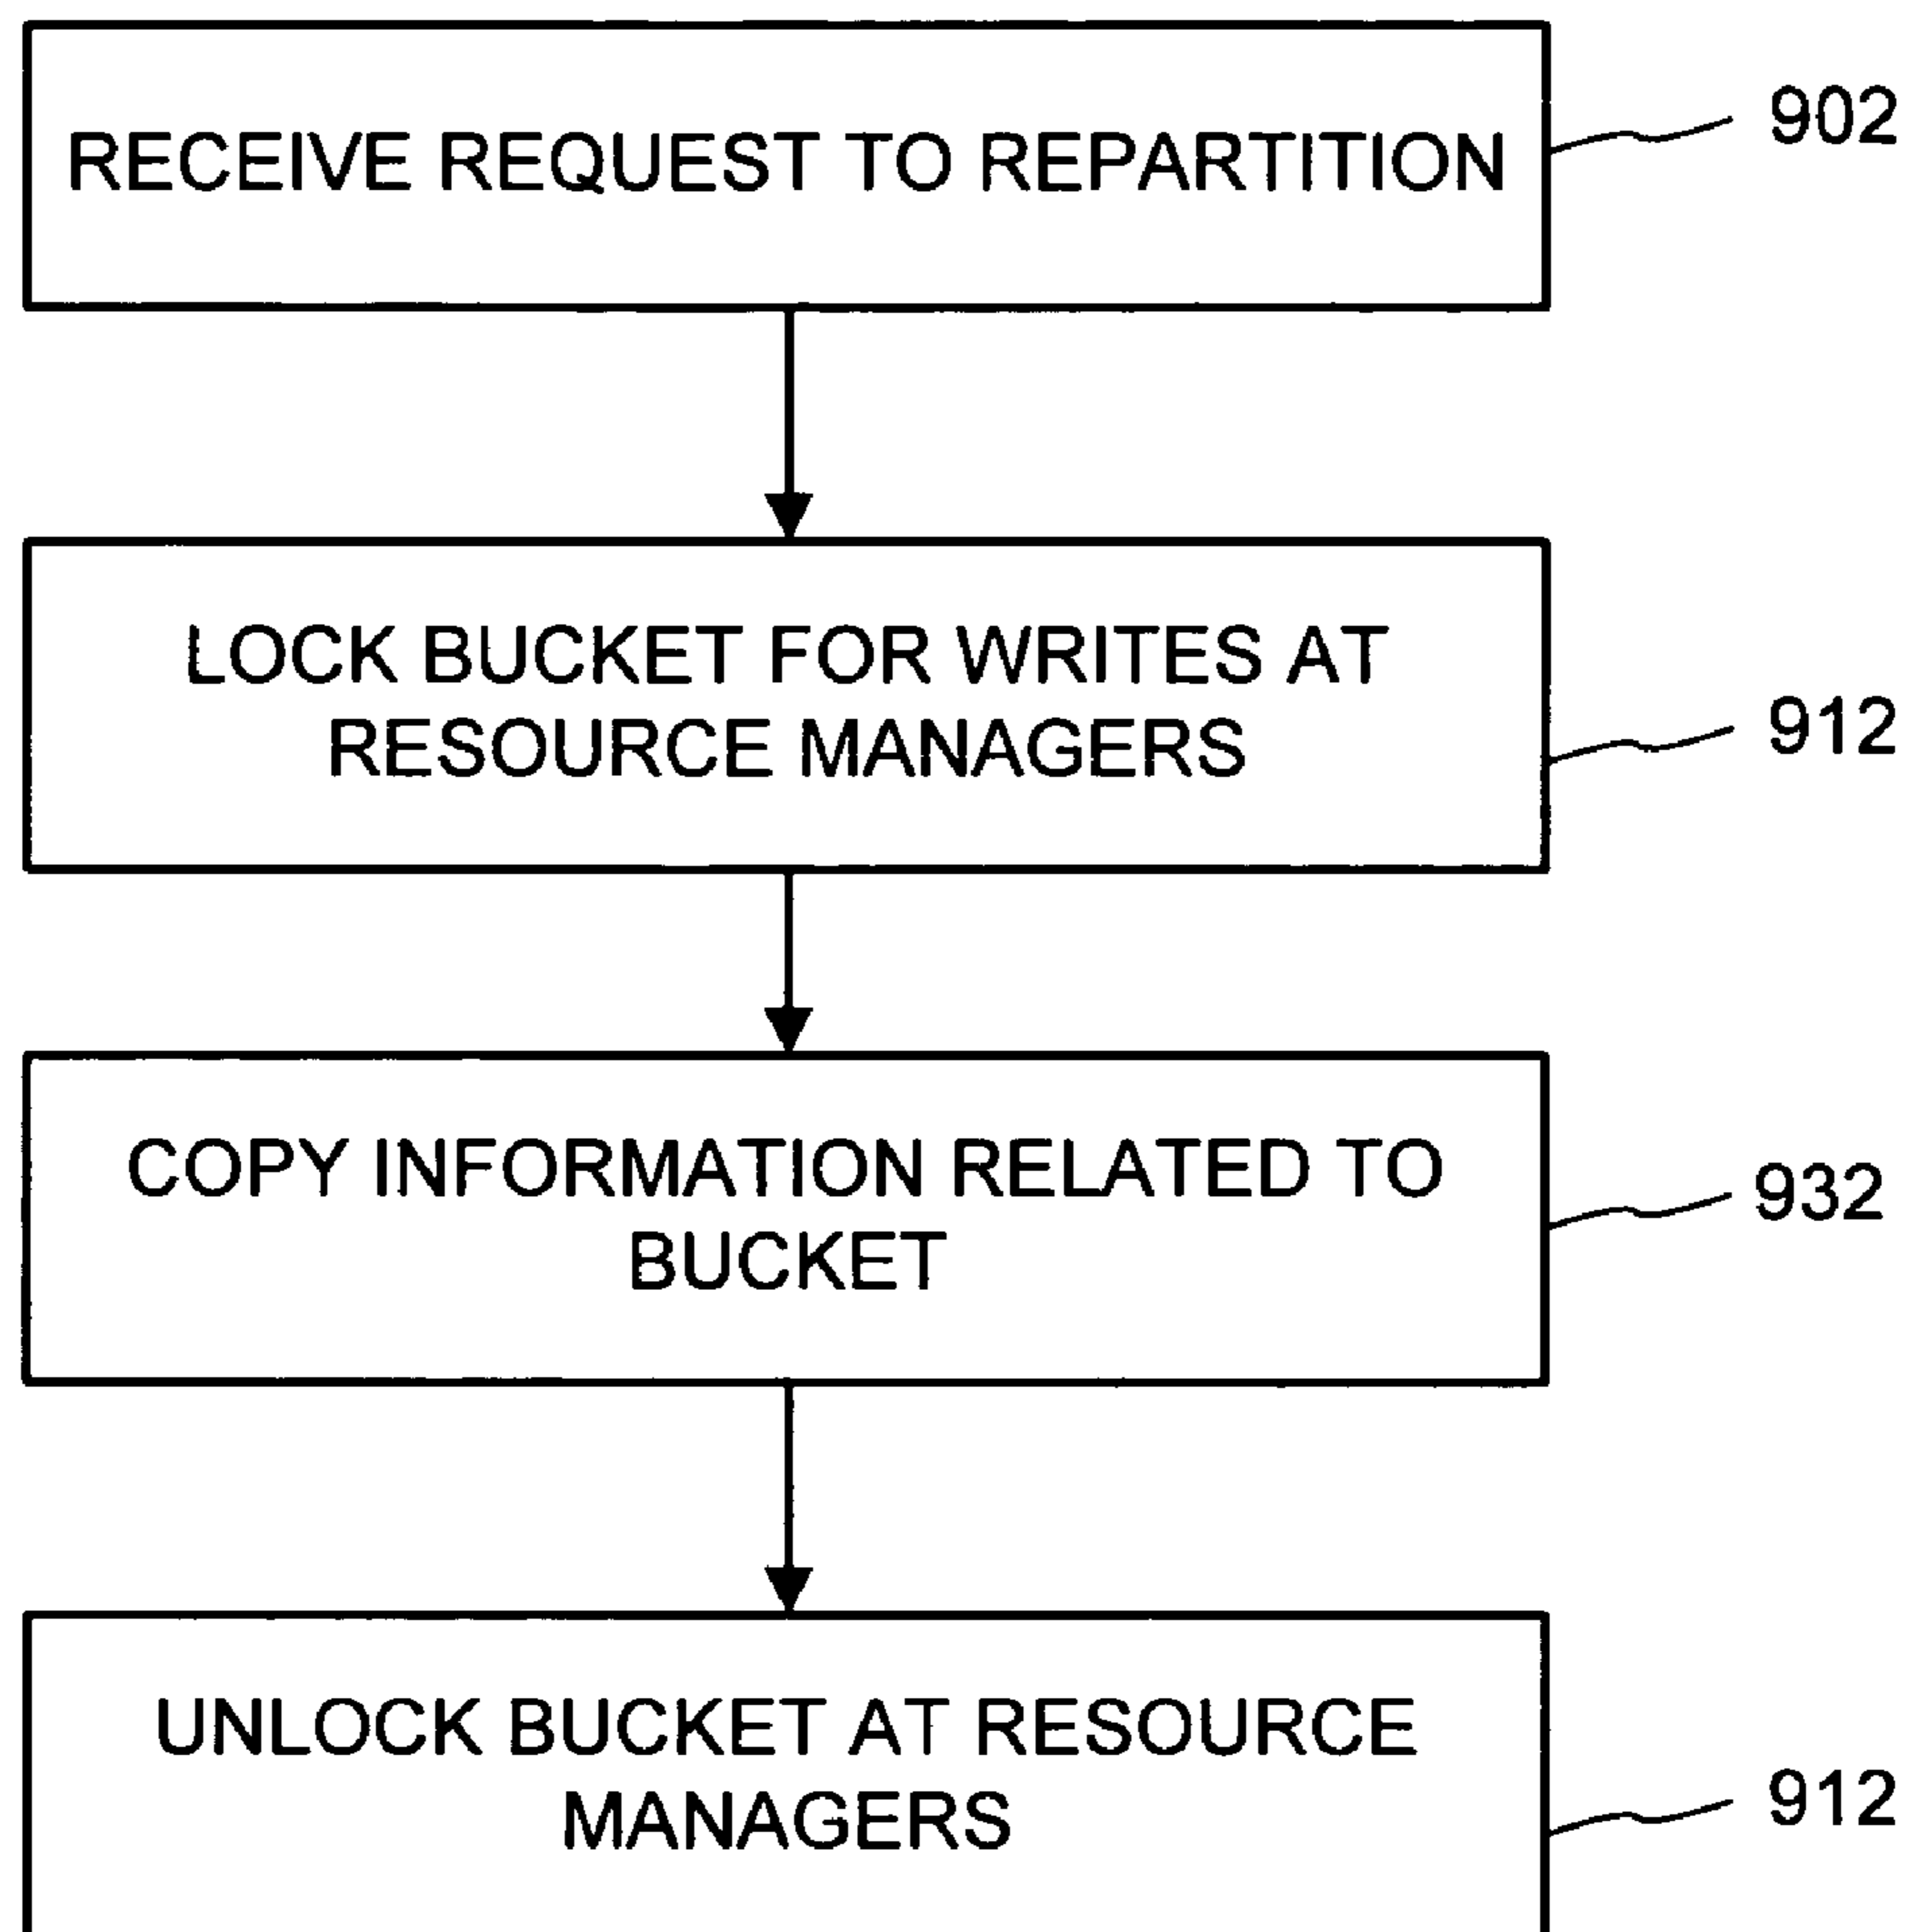 RECEIVE REQUEST TO REPARTITION
902
LOCK BUCKET FOR WRITES AT
RESOURCE MANAGERS
912
COPY INFORMATION RELATED TO
BUCKET
932
UNLOCK BUCKET AT RESOURCE
MANAGERS
912